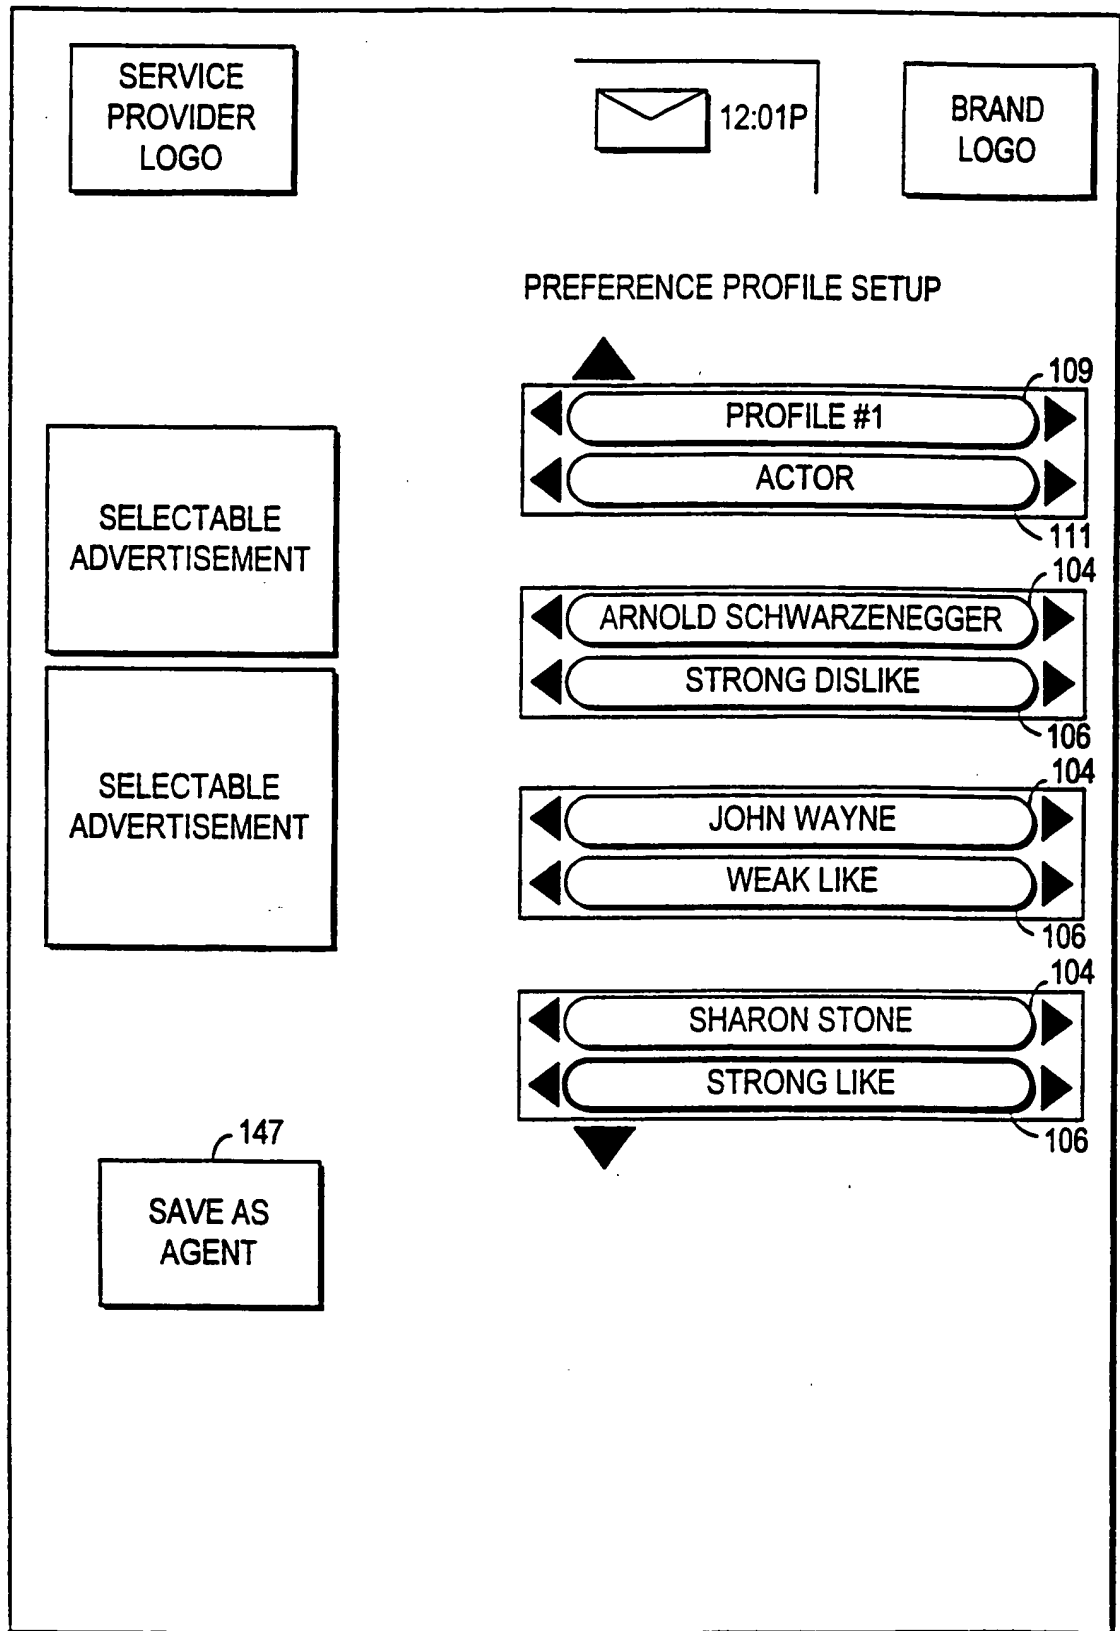 SERVICE
PROVIDER
LOGO
12:01P
BRAND
LOGO
PREFERENCE PROFILE SETUP
109
PROFILE #1
ACTOR
111
SELECTABLE
ADVERTISEMENT
104
ARNOLD SCHWARZENEGGER
STRONG DISLIKE
106
SELECTABLE
ADVERTISEMENT
104
JOHN WAYNE
WEAK LIKE
106
104
SHARON STONE
STRONG LIKE
106
147
SAVE AS
AGENT